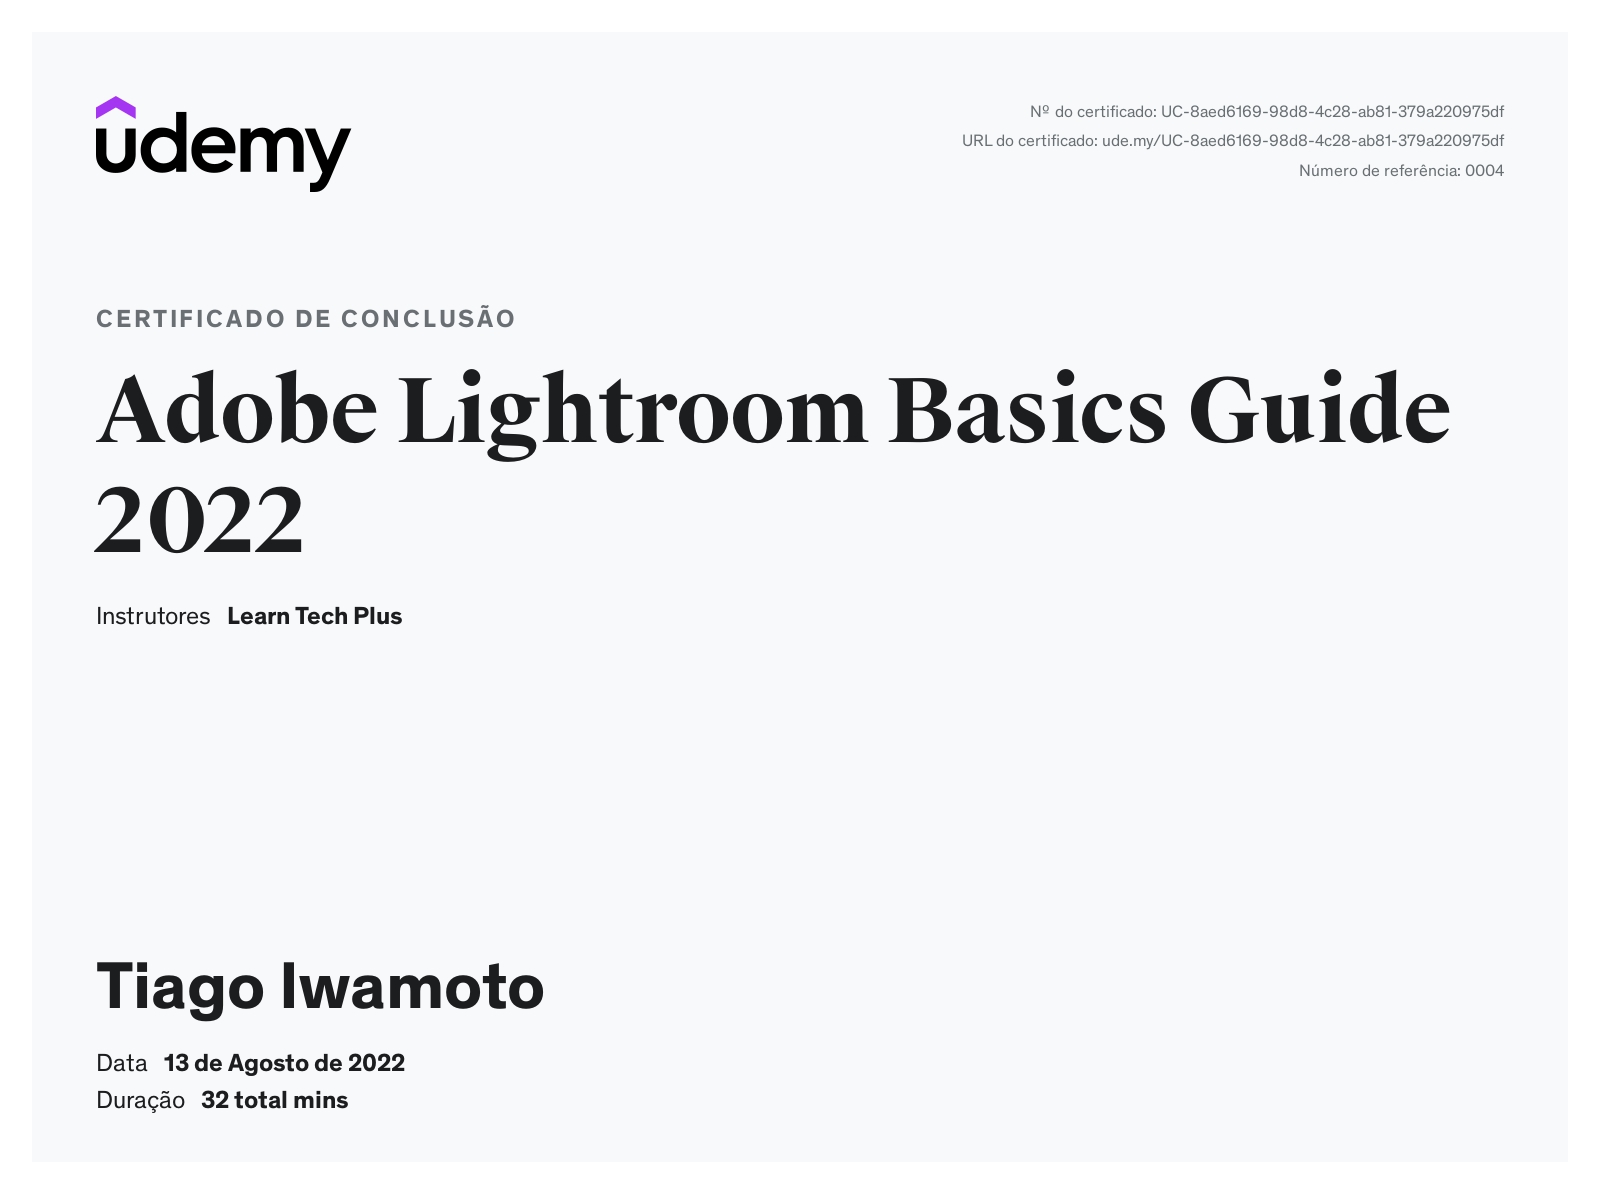 udemy
Nº do certificado: UC-8aed6169-98d8-4c28-ab81-379a220975df
URL do certificado: ude.my/UC-8aed6169-98d8-4c28-ab81-379a220975df
Número de referência: 0004
CERTIFICADO DE CONCLUSÃO
Adobe Lightroom Basics Guide
2022
Instrutores Learn Tech Plus
Tiago Iwamoto
Data 13 de Agosto de 2022
Duração 32 total mins